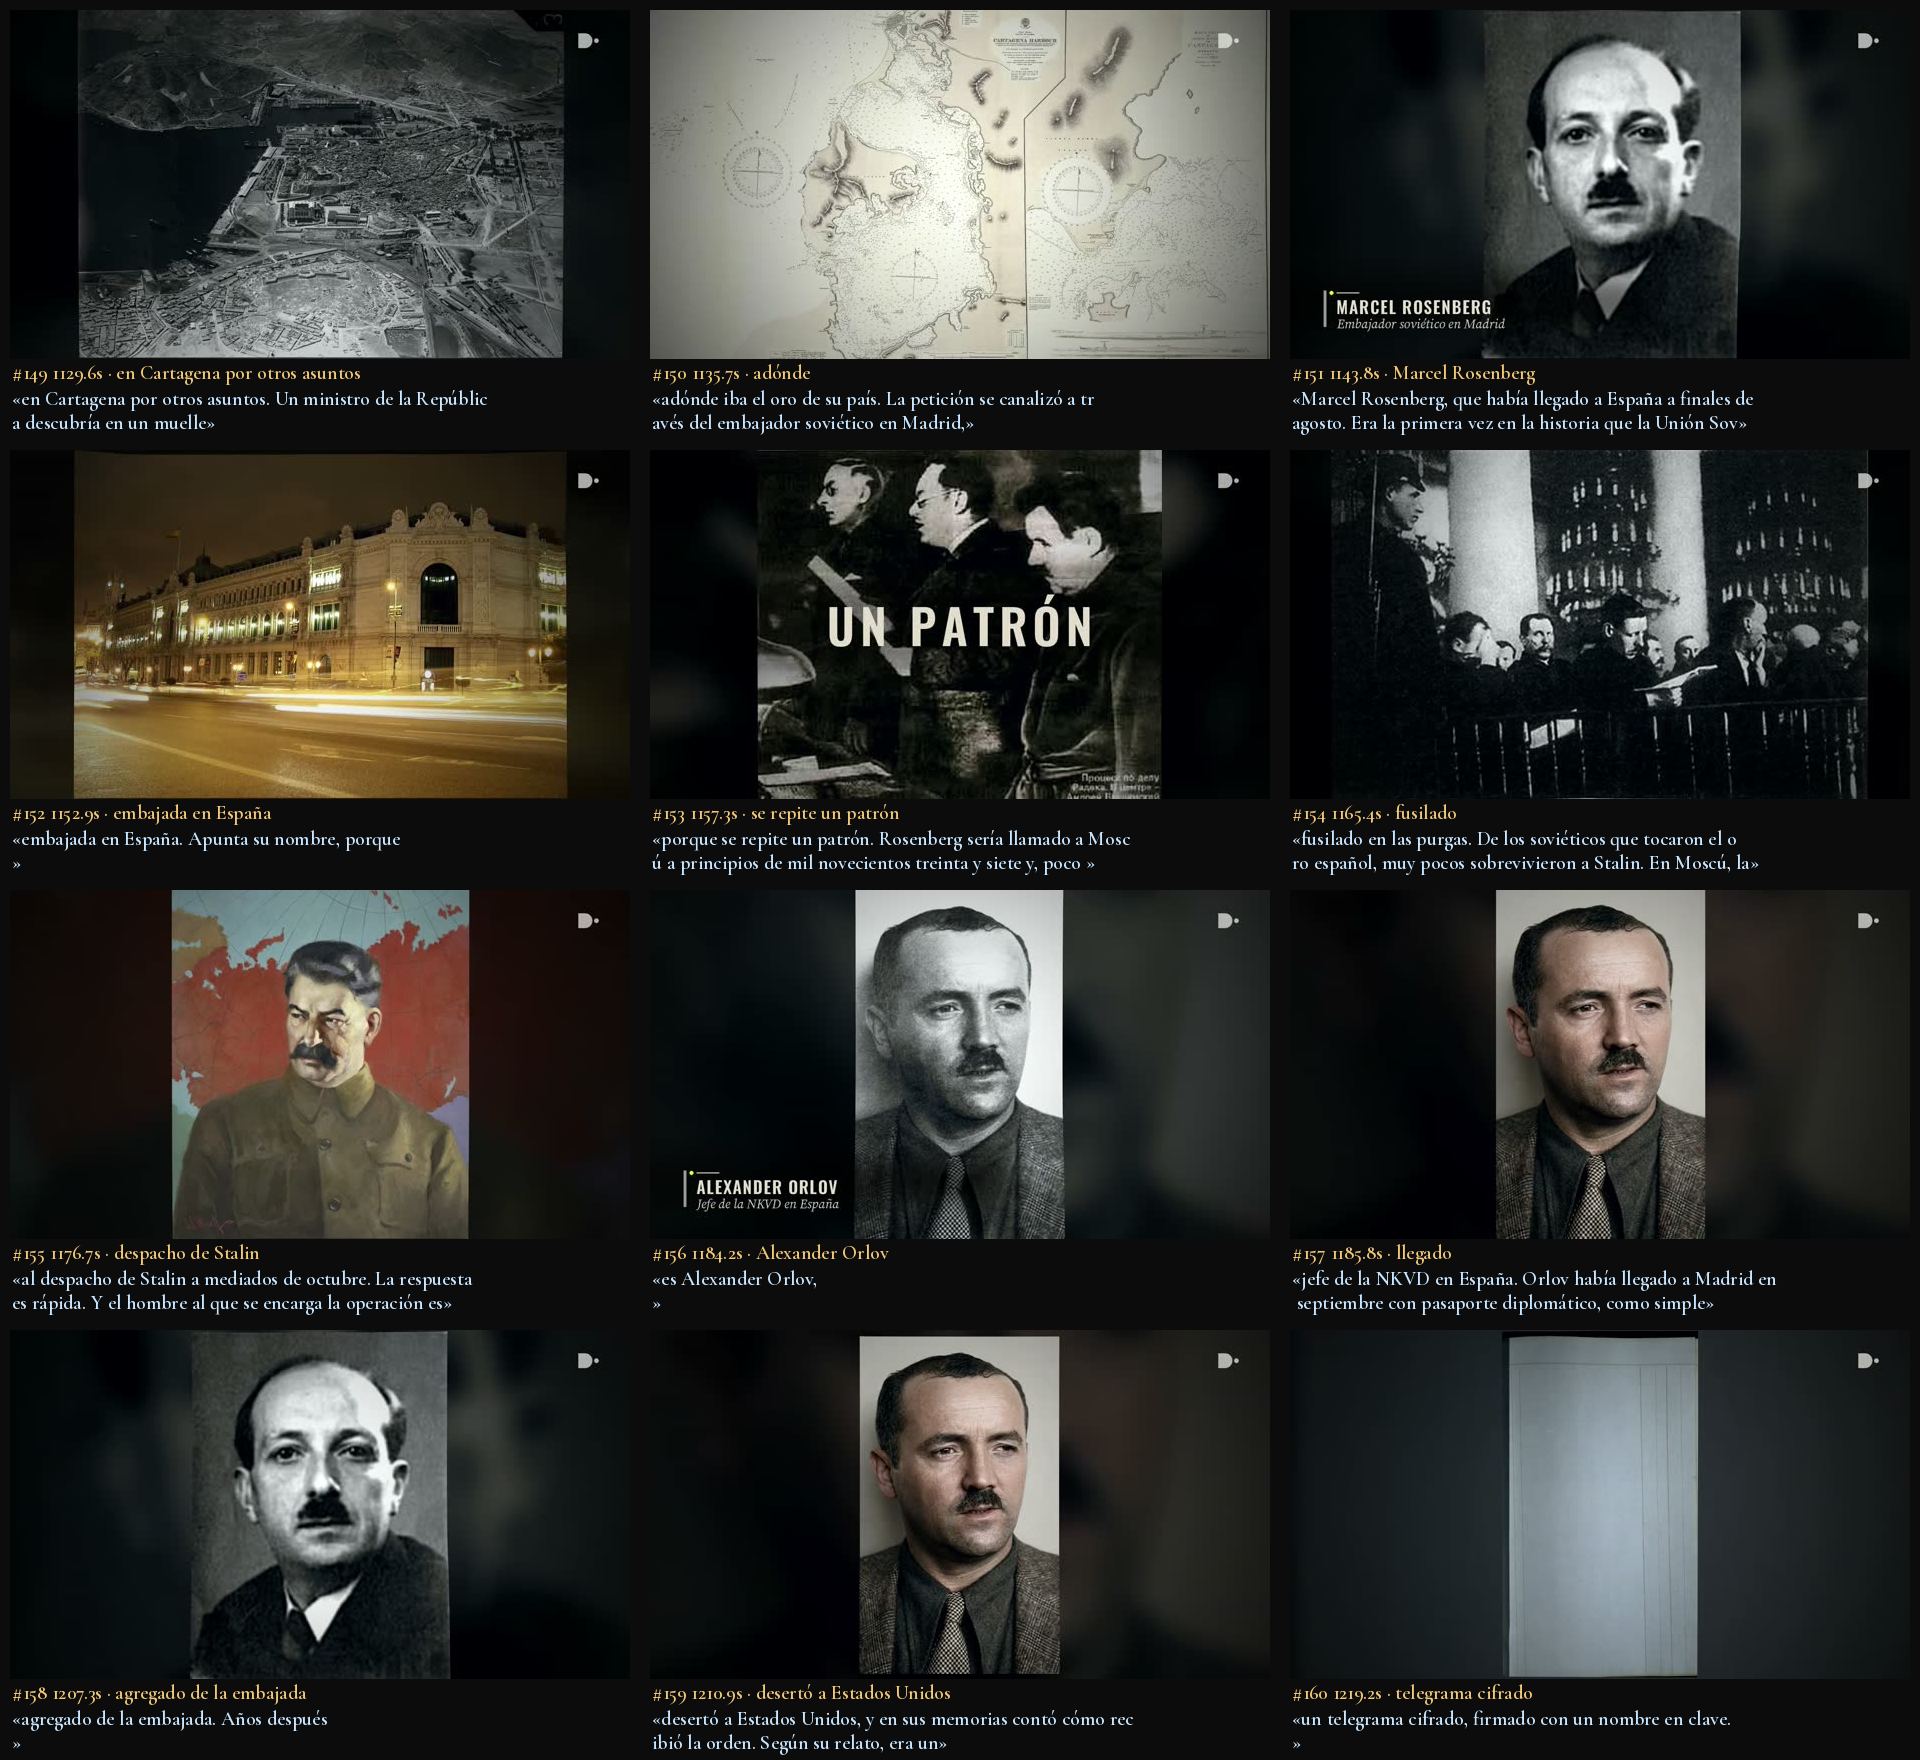 CARTAGENA HARBOUR
MARCEL ROSENBERG
Embajador soviético en Madrid
#149 1129.6s · en Cartagena por otros asuntos
«en Cartagena por otros asuntos. Un ministro de la Repúblic
a descubría en un muelle»
#150 1135.7s · adónde
«adónde iba el oro de su país. La petición se canalizó a tr
avés del embajador soviético en Madrid,»
#151 1143.8s · Marcel Rosenberg
«Marcel Rosenberg, que había llegado a España a finales de
agosto. Era la primera vez en la historia que la Unión Sov»
UN PATRÓN
Процесс по делу
Радека. В центре –
Андрей Вышинский
#152 1152.9s · embajada en España
«embajada en España. Apunta su nombre, porque
»
#153 1157.3s · se repite un patrón
«porque se repite un patrón. Rosenberg sería llamado a Mosc
ú a principios de mil novecientos treinta y siete y, poco »
#154 1165.4s · fusilado
«fusilado en las purgas. De los soviéticos que tocaron el o
ro español, muy pocos sobrevivieron a Stalin. En Moscú, la»
ALEXANDER ORLOV
Jefe de la NKVD en España
#155 1176.7s · despacho de Stalin
«al despacho de Stalin a mediados de octubre. La respuesta
es rápida. Y el hombre al que se encarga la operación es»
#156 1184.2s · Alexander Orlov
«es Alexander Orlov,
»
#157 1185.8s · llegado
«jefe de la NKVD en España. Orlov había llegado a Madrid en
septiembre con pasaporte diplomático, como simple»
#158 1207.3s · agregado de la embajada
«agregado de la embajada. Años después
»
#159 1210.9s · desertó a Estados Unidos
«desertó a Estados Unidos, y en sus memorias contó cómo rec
ibió la orden. Según su relato, era un»
#160 1219.2s · telegrama cifrado
«un telegrama cifrado, firmado con un nombre en clave.
»